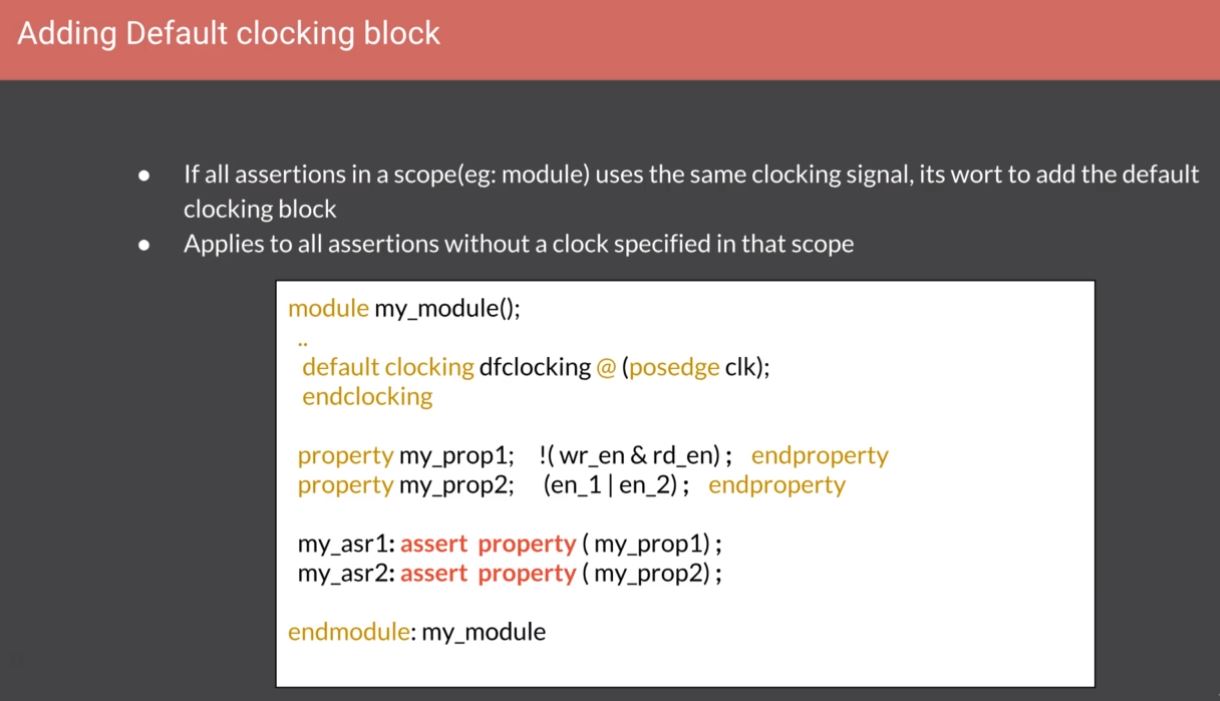 Adding Default clocking block
● If all assertions in a scope(eg: module) uses the same clocking signal, its wort to add the default
clocking block
● Applies to all assertions without a clock specified in that scope
module my_module();
..
default clocking dfclocking @ (posedge clk);
endclocking
property my_prop1; !( wr_en & rd_en) ; endproperty
property my_prop2; (en_1 | en_2) ; endproperty
my_asr1: assert property ( my_prop1) ;
my_asr2: assert property ( my_prop2) ;
endmodule: my_module